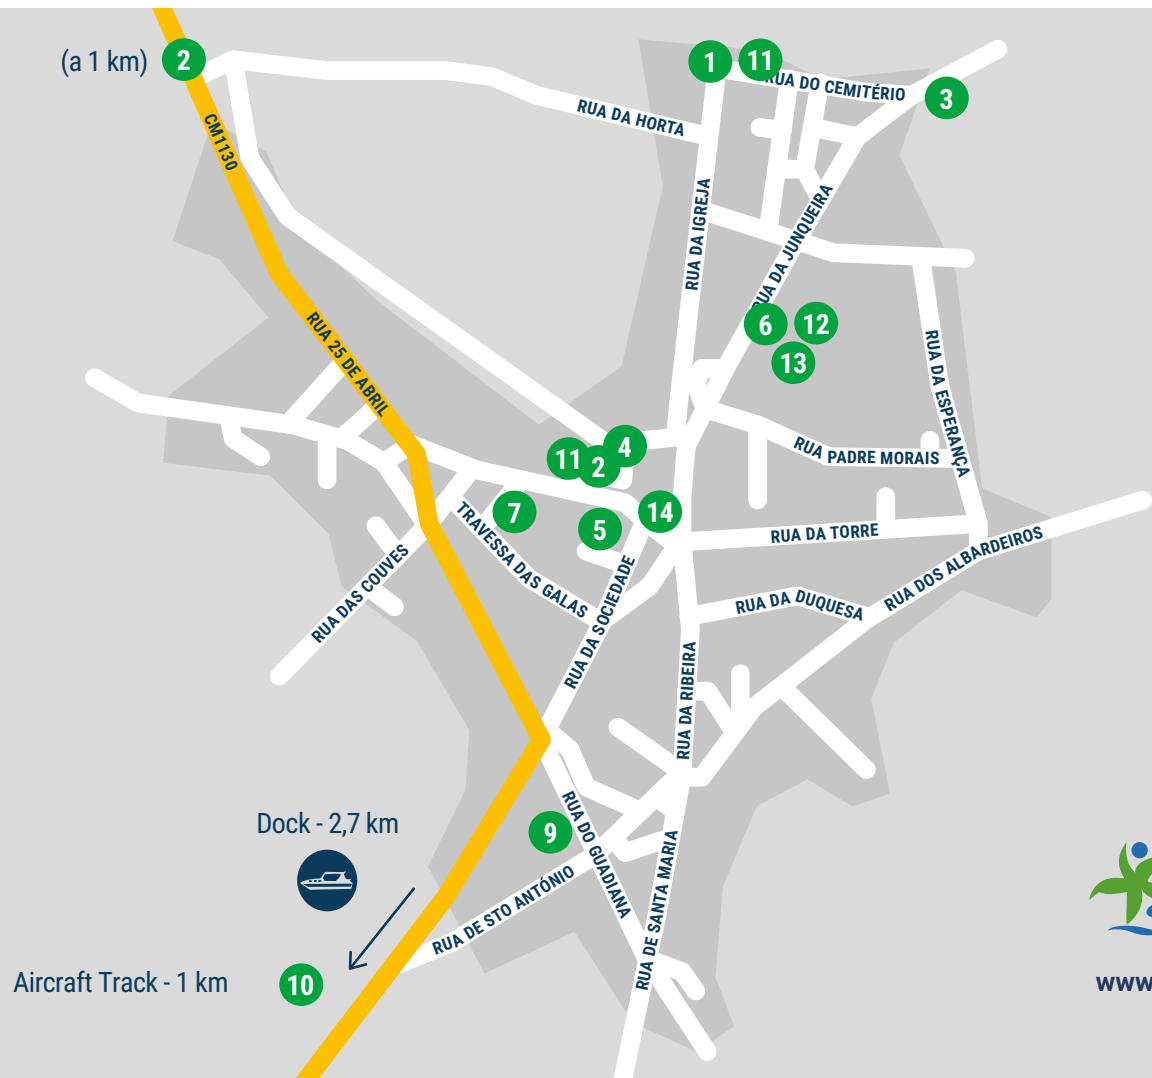 (a 1 km)
2
1
11
RUA DO CEMITÉRIO
3
RUA DA HORTA
CM1130
RUA DA IGREJA
RUA DA JUNQUEIRA
6
12
13
RUA 25 DE ABRIL
RUA DA ESPERANÇA
11
2
4
RUA PADRE MORAIS
7
5
14
RUA DA TORRE
TRAVESSA DAS GALAS
RUA DAS COUVES
RUA DA SOCIEDADE
RUA DOS ALBARDEIROS
RUA DA DUQUESA
RUA DA RIBEIRA
Dock - 2,7 km
9
RUA DO GUADIANA
RUA DE STO ANTÓNIO
RUA DE SANTA MARIA
Aircraft Track - 1 km
10
www